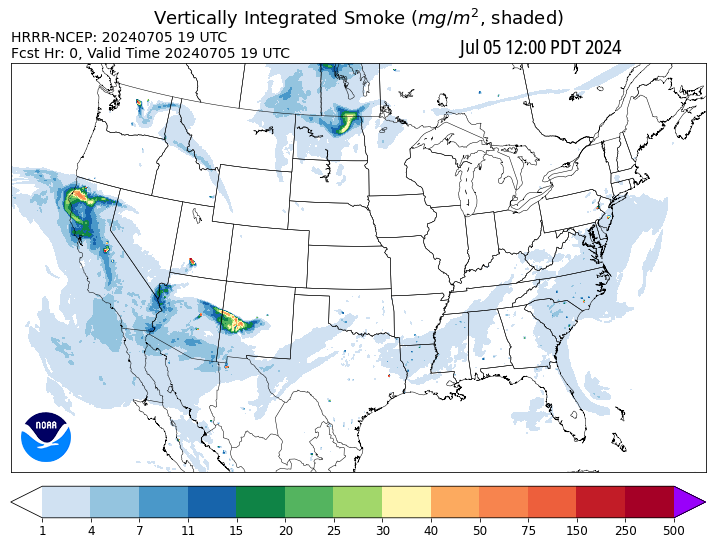 Vertically Integrated Smoke (mg/m², shaded)
HRRR-NCEP: 20240705 19 UTC
Fcst Hr: 0, Valid Time 20240705 19 UTC
Jul 05 12:00 PDT 2024
NOAA
1 4 7 11 15 20 25 30 40 50 75 150 250 500